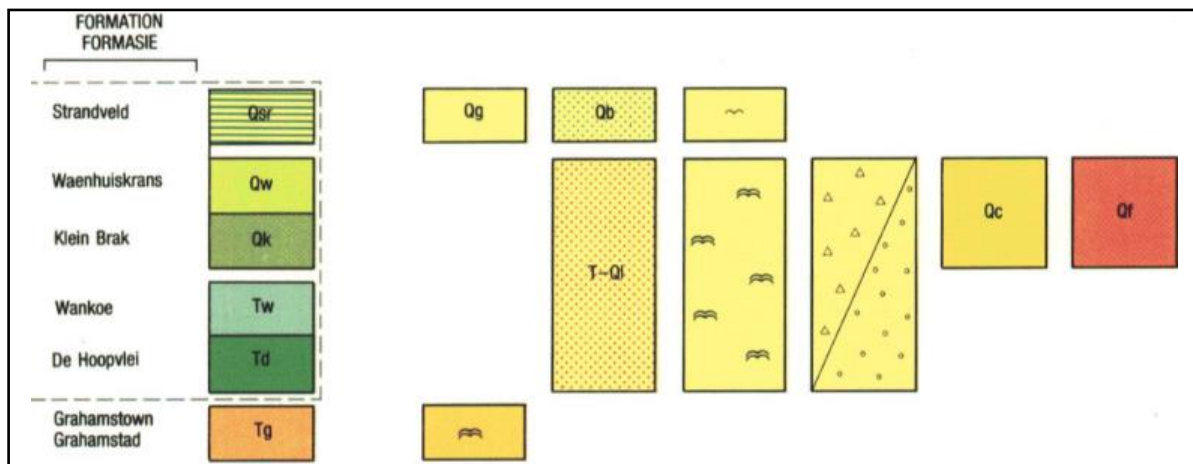 FORMATION
FORMASIE
Strandveld Qsr Qg Qb
Waenhuiskrans Qw Qc Qf
Klein Brak Qk T-Ql
Wankoe Tw
De Hoopvlei Td
Grahamstown
Grahamstad Tg